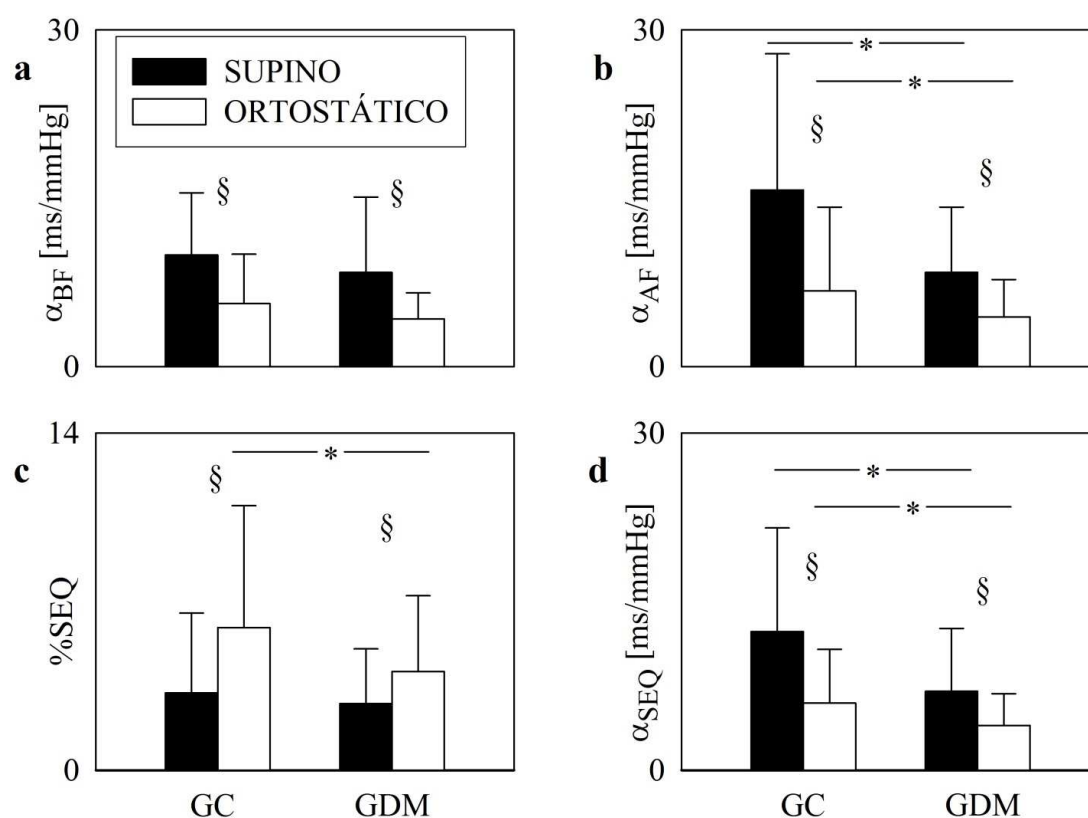 30
a
SUPINO
ORTOSTÁTICO
§
§
α_BF [ms/mmHg]
0
30
b
*
*
§
§
α_AF [ms/mmHg]
0
14
c
*
§
§
%SEQ
0
GC
GDM
30
d
*
*
§
§
α_SEQ [ms/mmHg]
0
GC
GDM